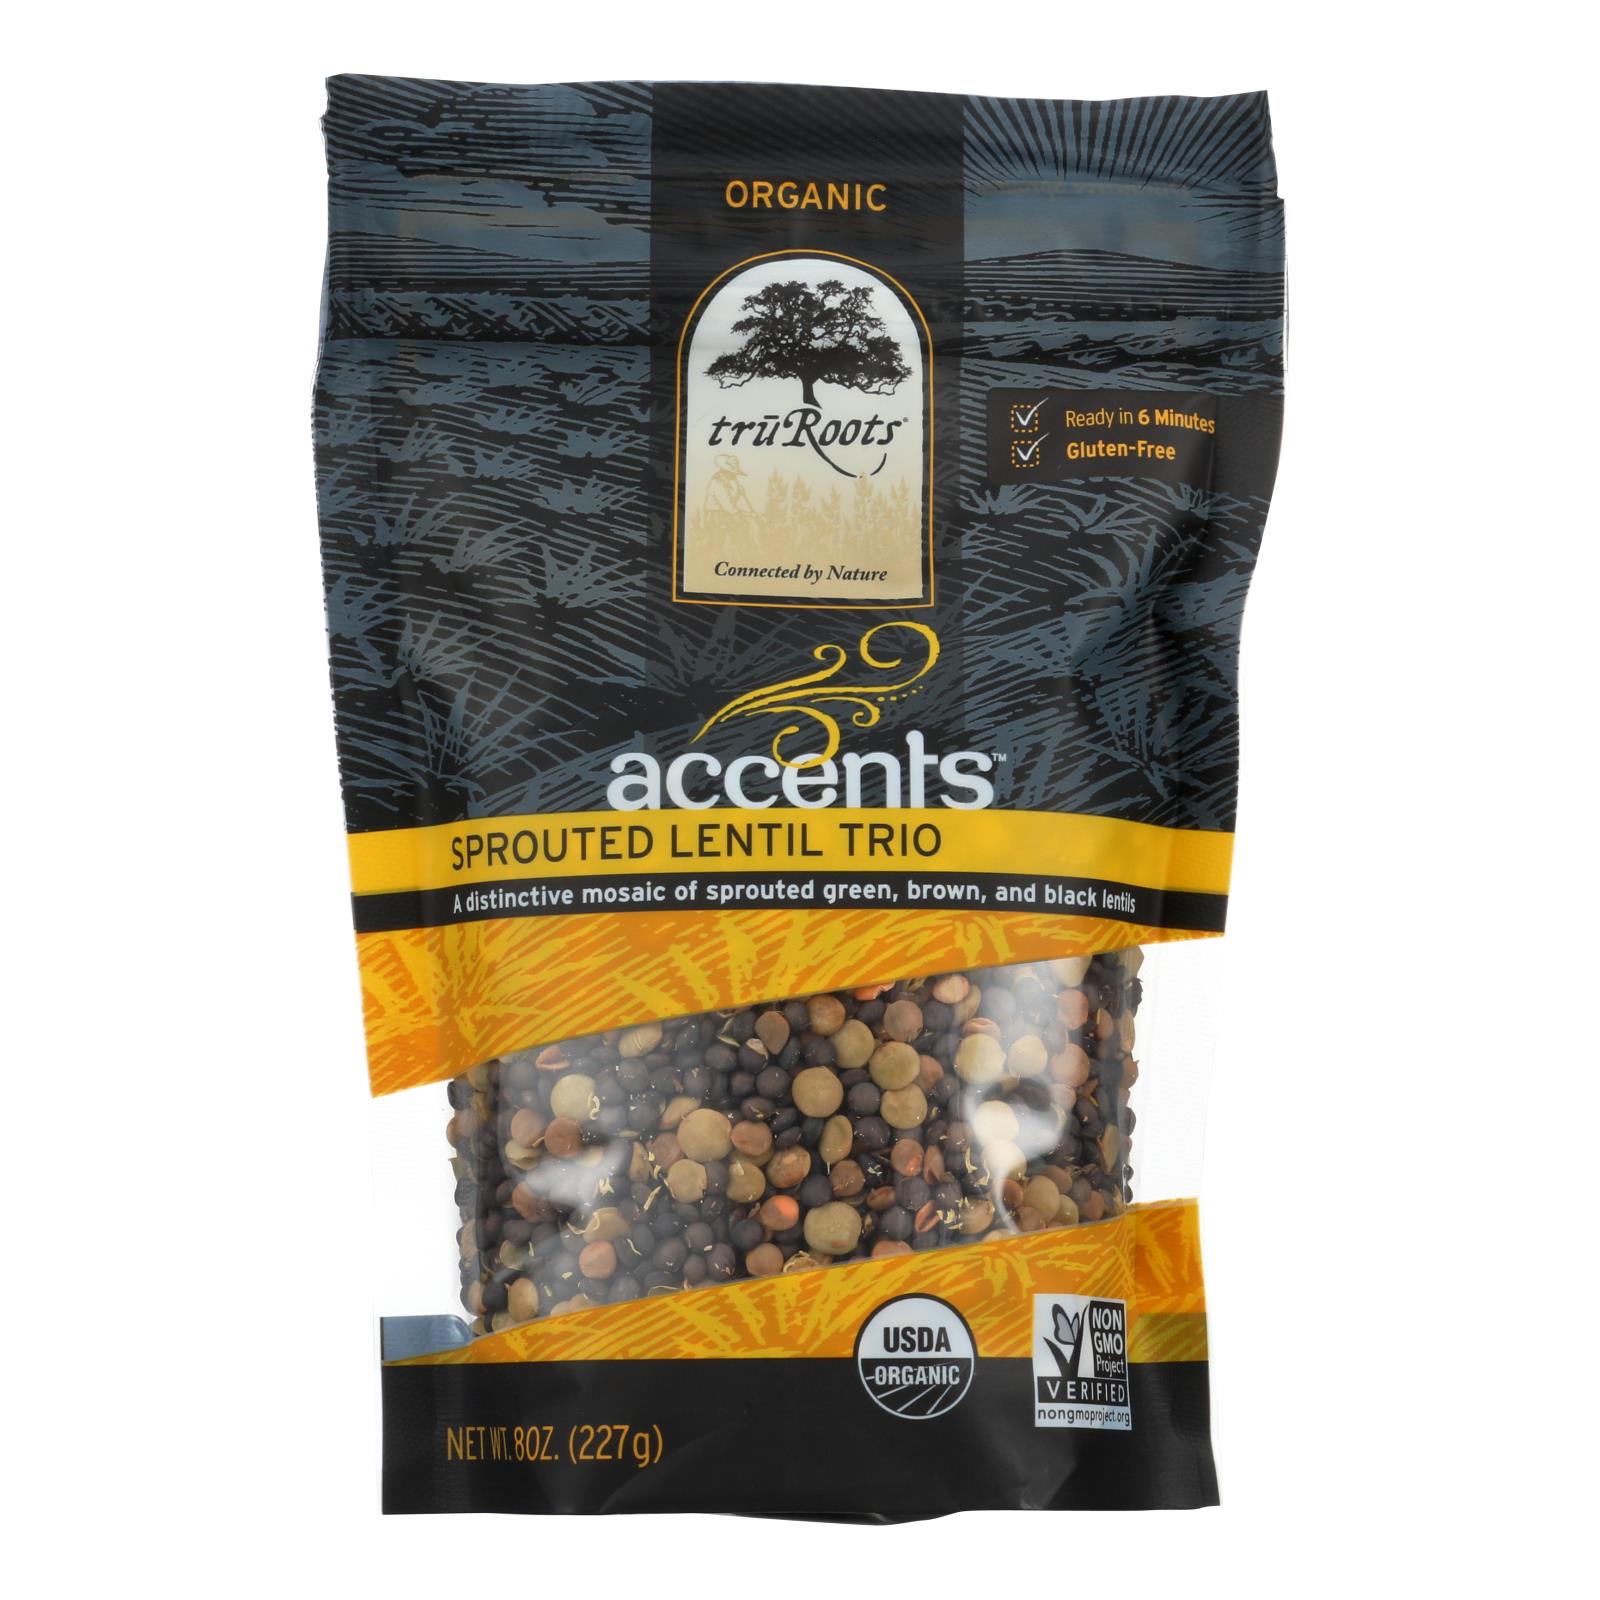 ORGANIC
trūRoots®
Connected by Nature
Ready in 6 Minutes
Gluten-Free
accents™
SPROUTED LENTIL TRIO
A distinctive mosaic of sprouted green, brown, and black lentils
USDA
ORGANIC
NON
GMO
Project
VERIFIED
nongmoproject.org
NET WT. 8OZ. (227g)